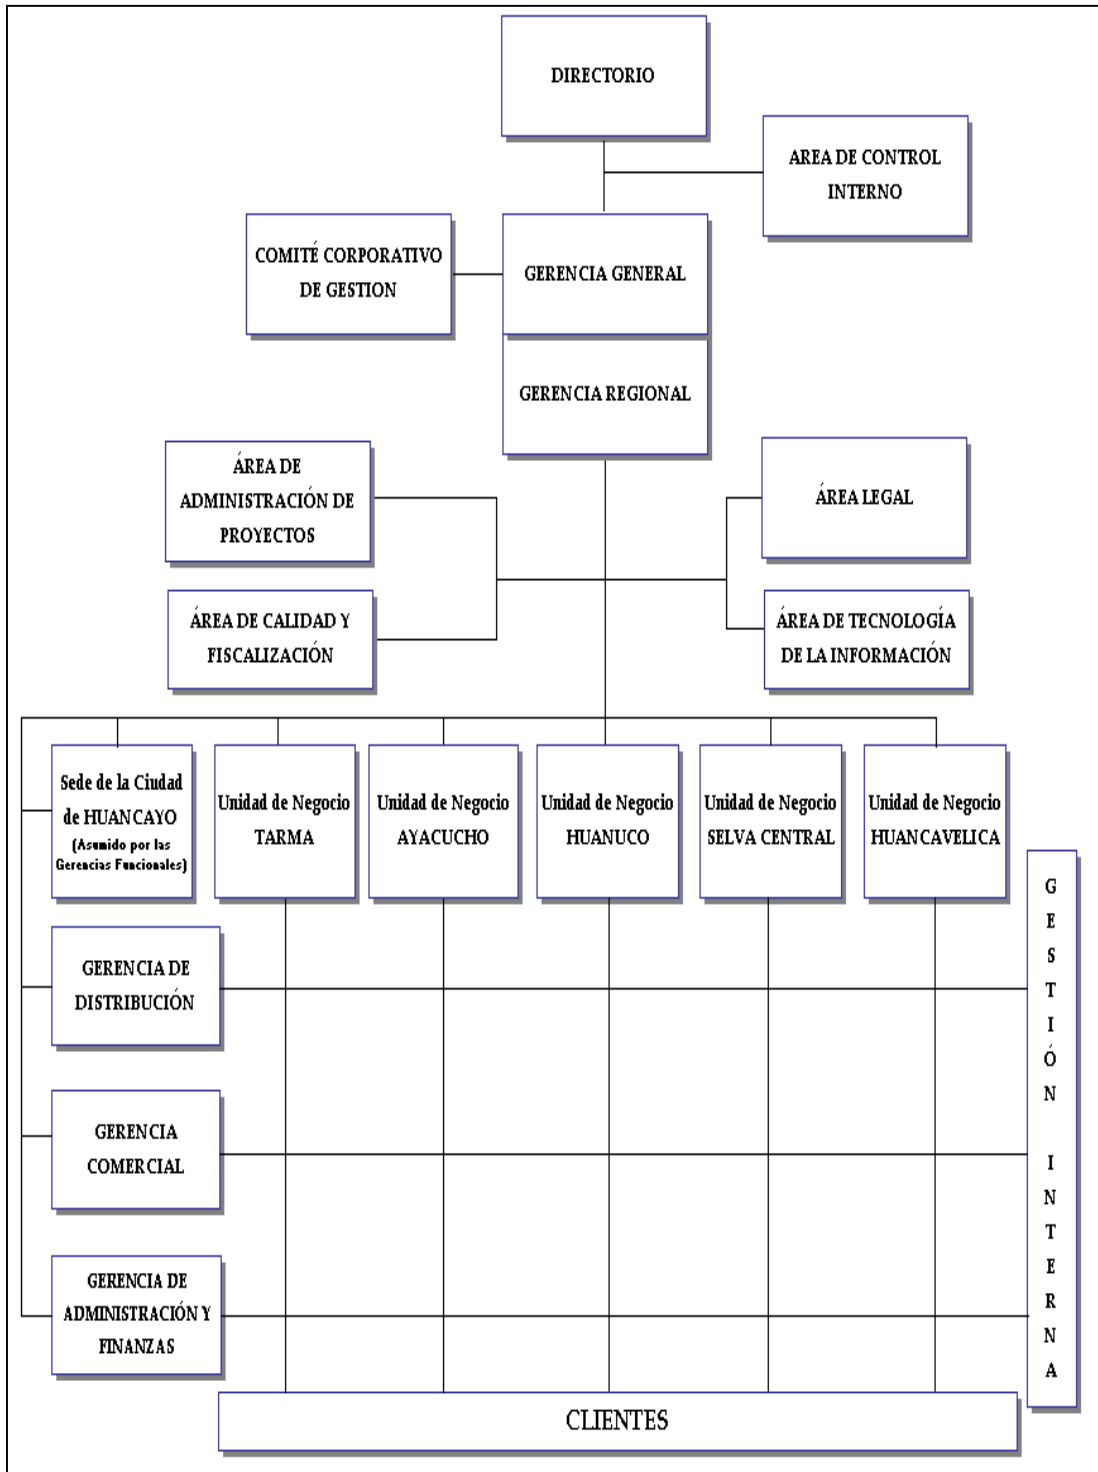 DIRECTORIO
AREA DE CONTROL
INTERNO
COMITÉ CORPORATIVO
DE GESTION
GERENCIA GENERAL
GERENCIA REGIONAL
ÁREA DE
ADMINISTRACIÓN DE
PROYECTOS
ÁREA LEGAL
ÁREA DE CALIDAD Y
FISCALIZACIÓN
ÁREA DE TECNOLOGÍA
DE LA INFORMACIÓN
Sede de la Ciudad
de HUANCAYO
(Asumido por las
Gerencias Funcionales)
Unidad de Negocio
TARMA
Unidad de Negocio
AYACUCHO
Unidad de Negocio
HUANUCO
Unidad de Negocio
SELVA CENTRAL
Unidad de Negocio
HUANCAVELICA
GERENCIA DE
DISTRIBUCIÓN
GERENCIA
COMERCIAL
GERENCIA DE
ADMINISTRACIÓN Y
FINANZAS
GESTIÓN INTERNA
CLIENTES